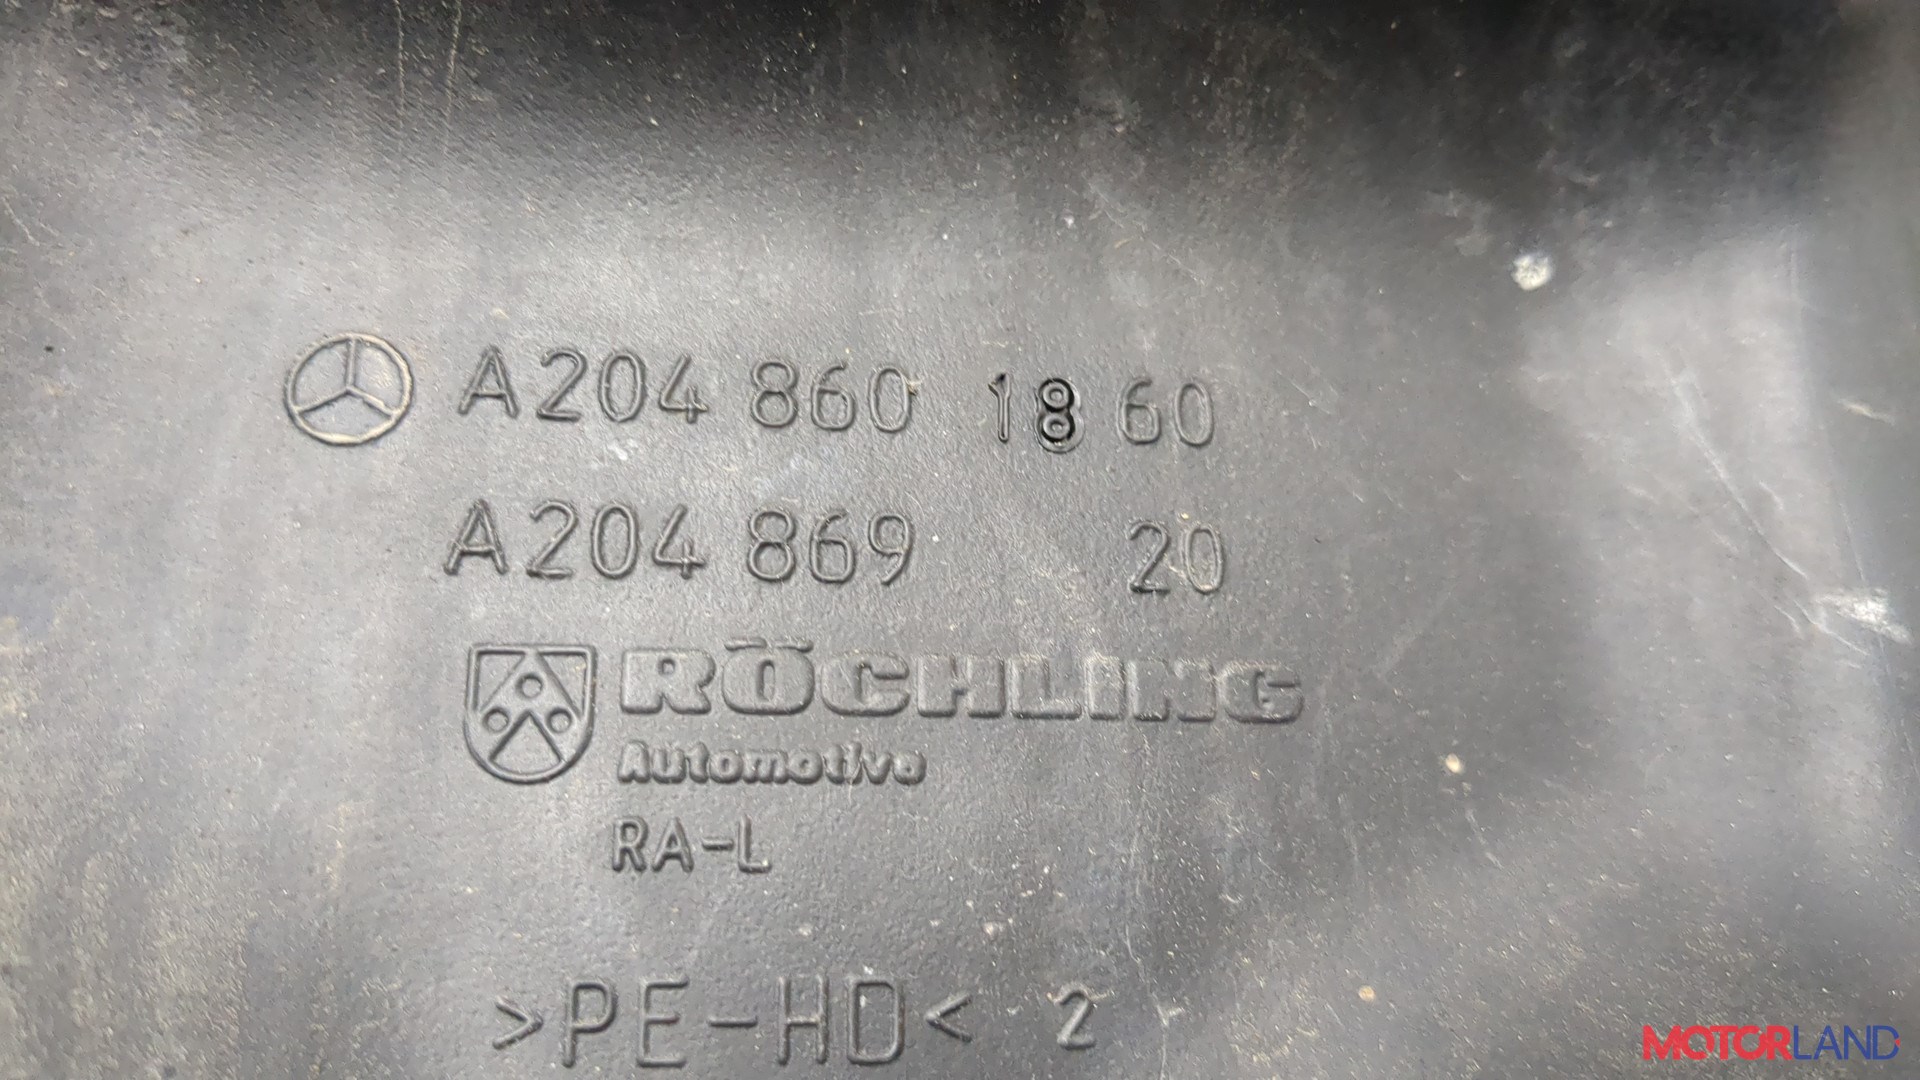 A204 860 18 60
A204 869 20
RÖCHLING
Automotive
RA-L
>PE-HD< 2
MOTORLAND